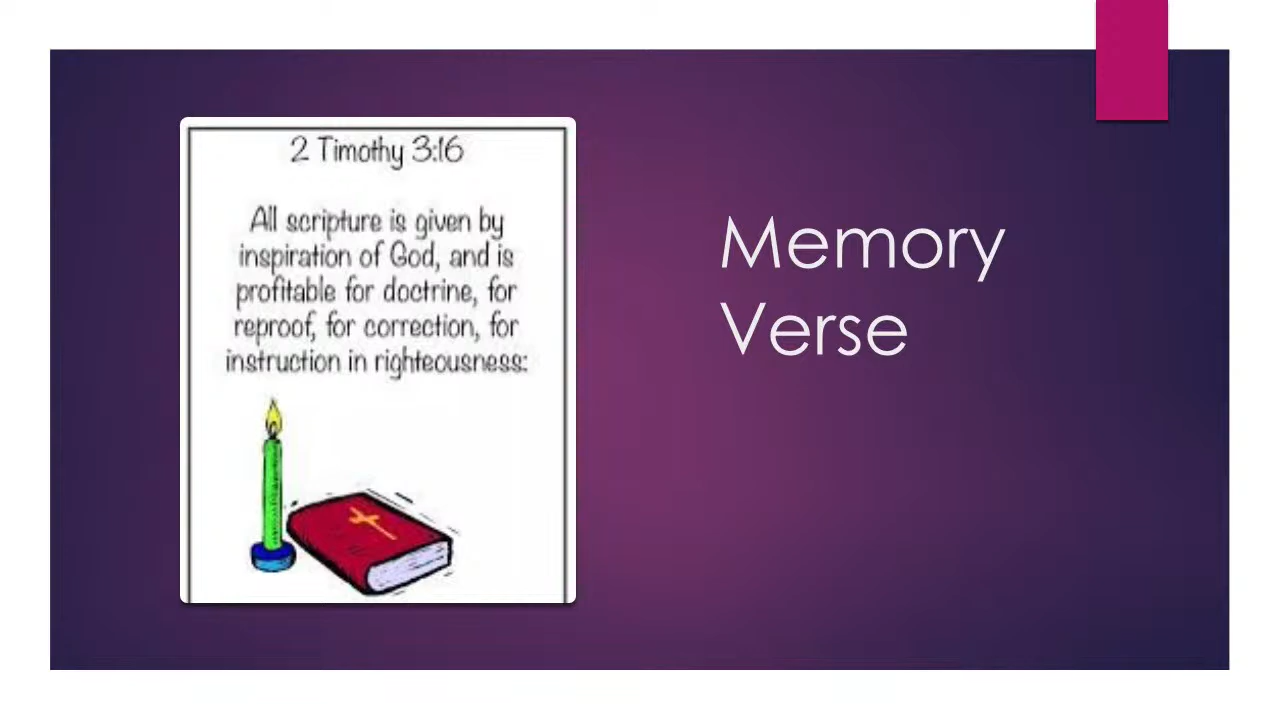 2 Timothy 3:16
All scripture is given by
inspiration of God, and is
profitable for doctrine, for
reproof, for correction, for
instruction in righteousness:
Memory
Verse